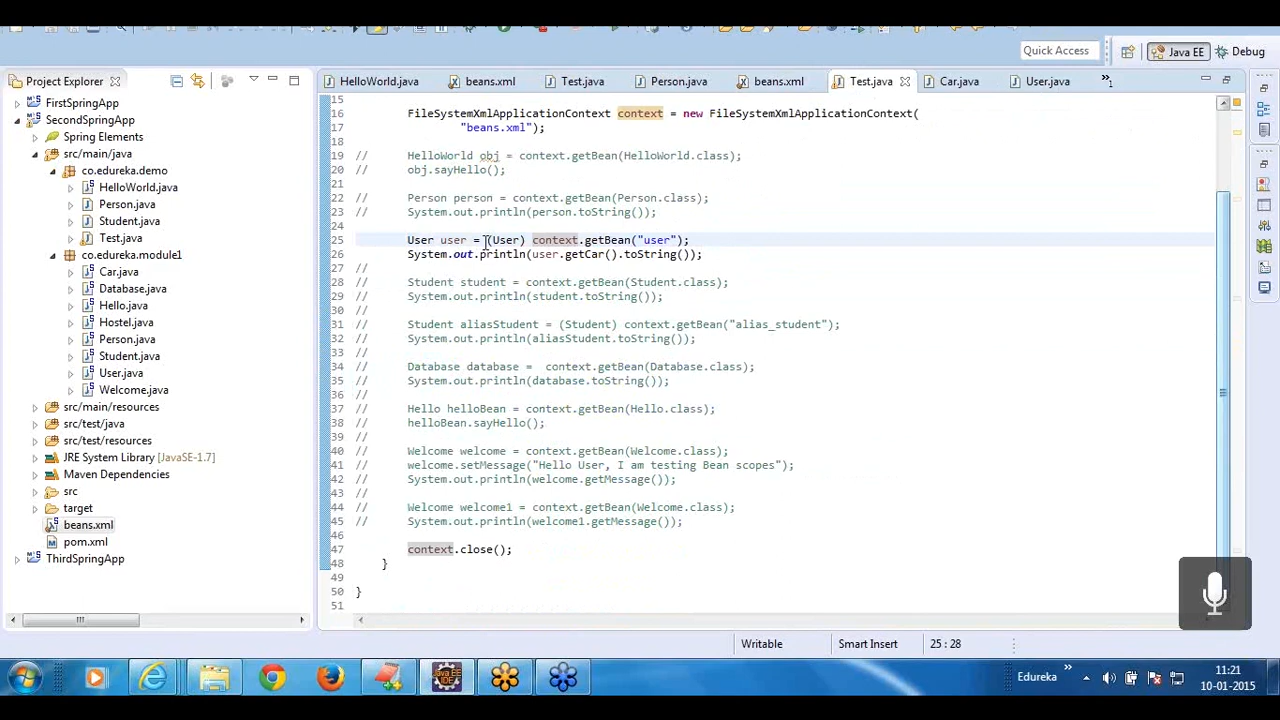 Quick Access
Java EE
Debug
Project Explorer
HelloWorld.java
beans.xml
Test.java
Person.java
beans.xml
Test.java
Car.java
User.java
1
FirstSpringApp
SecondSpringApp
Spring Elements
src/main/java
co.edureka.demo
HelloWorld.java
Person.java
Student.java
Test.java
co.edureka.module1
Car.java
Database.java
Hello.java
Hostel.java
Person.java
Student.java
User.java
Welcome.java
src/main/resources
src/test/java
src/test/resources
JRE System Library [JavaSE-1.7]
Maven Dependencies
src
target
beans.xml
pom.xml
ThirdSpringApp
15
16 FileSystemXmlApplicationContext context = new FileSystemXmlApplicationContext(
17 "beans.xml");
18
19 // HelloWorld obj = context.getBean(HelloWorld.class);
20 // obj.sayHello();
21
22 // Person person = context.getBean(Person.class);
23 // System.out.println(person.toString());
24
25 User user = (User) context.getBean("user");
26 System.out.println(user.getCar().toString());
27 //
28 // Student student = context.getBean(Student.class);
29 // System.out.println(student.toString());
30 //
31 // Student aliasStudent = (Student) context.getBean("alias_student");
32 // System.out.println(aliasStudent.toString());
33 //
34 // Database database = context.getBean(Database.class);
35 // System.out.println(database.toString());
36 //
37 // Hello helloBean = context.getBean(Hello.class);
38 // helloBean.sayHello();
39 //
40 // Welcome welcome = context.getBean(Welcome.class);
41 // welcome.setMessage("Hello User, I am testing Bean scopes");
42 // System.out.println(welcome.getMessage());
43 //
44 // Welcome welcome1 = context.getBean(Welcome.class);
45 // System.out.println(welcome1.getMessage());
46
47 context.close();
48 }
49
50 }
51
Writable
Smart Insert
25 : 28
Java EE
IDE
Edureka
11:21
10-01-2015